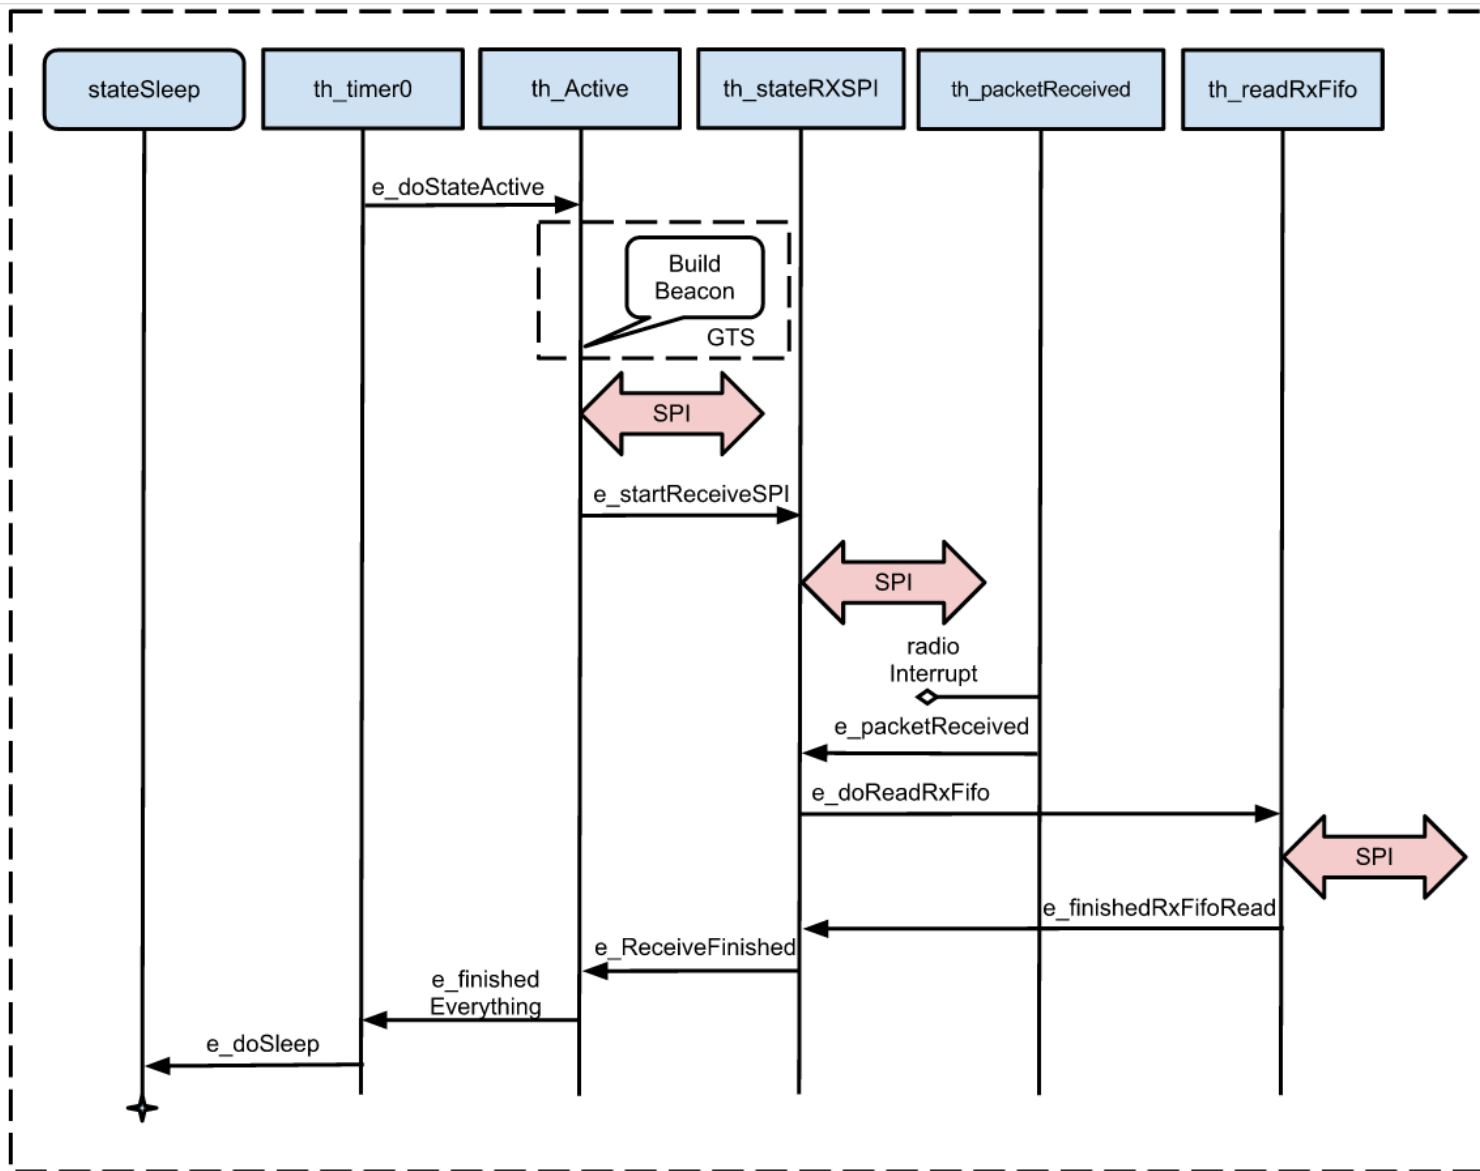 stateSleep
th_timer0
th_Active
th_stateRXSPI
th_packetReceived
th_readRxFifo
e_doStateActive
Build
Beacon
GTS
SPI
e_startReceiveSPI
SPI
radio
Interrupt
e_packetReceived
e_doReadRxFifo
SPI
e_finishedRxFifoRead
e_ReceiveFinished
e_finished
Everything
e_doSleep